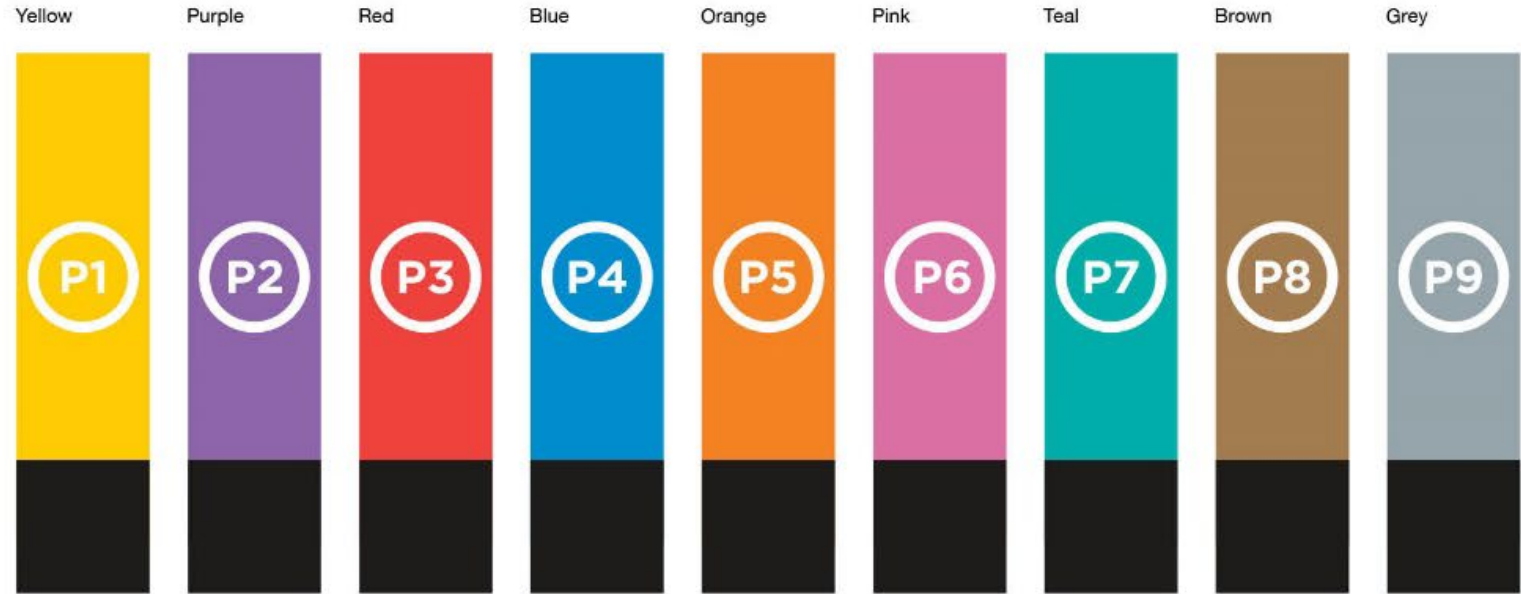 Yellow Purple Red Blue Orange Pink Teal Brown Grey
P1 P2 P3 P4 P5 P6 P7 P8 P9